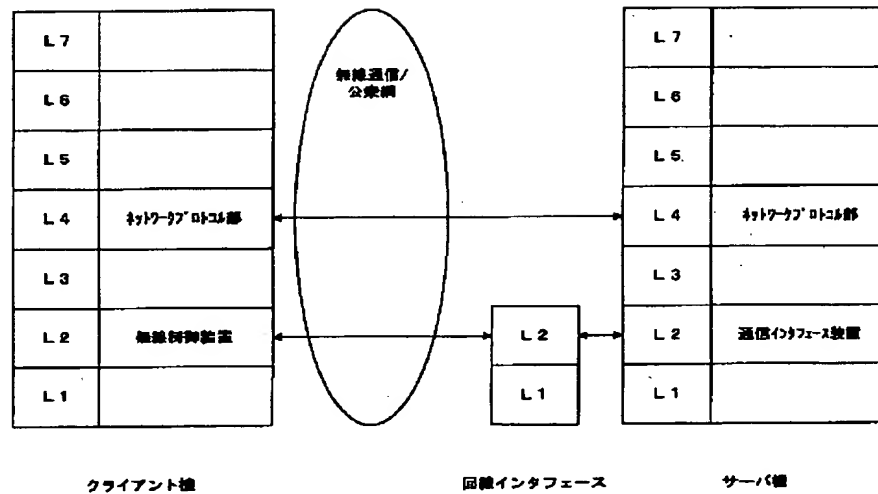 L7
L6
L5
L4 ネットワークプロトコル部
L3
L2 無線制御装置
L1
無線通信/
公衆網
L2
L1
L7
L6
L5.
L4 ネットワークプロトコル部
L3
L2 通信インタフェース装置
L1
クライアント機
回線インタフェース
サーバ機